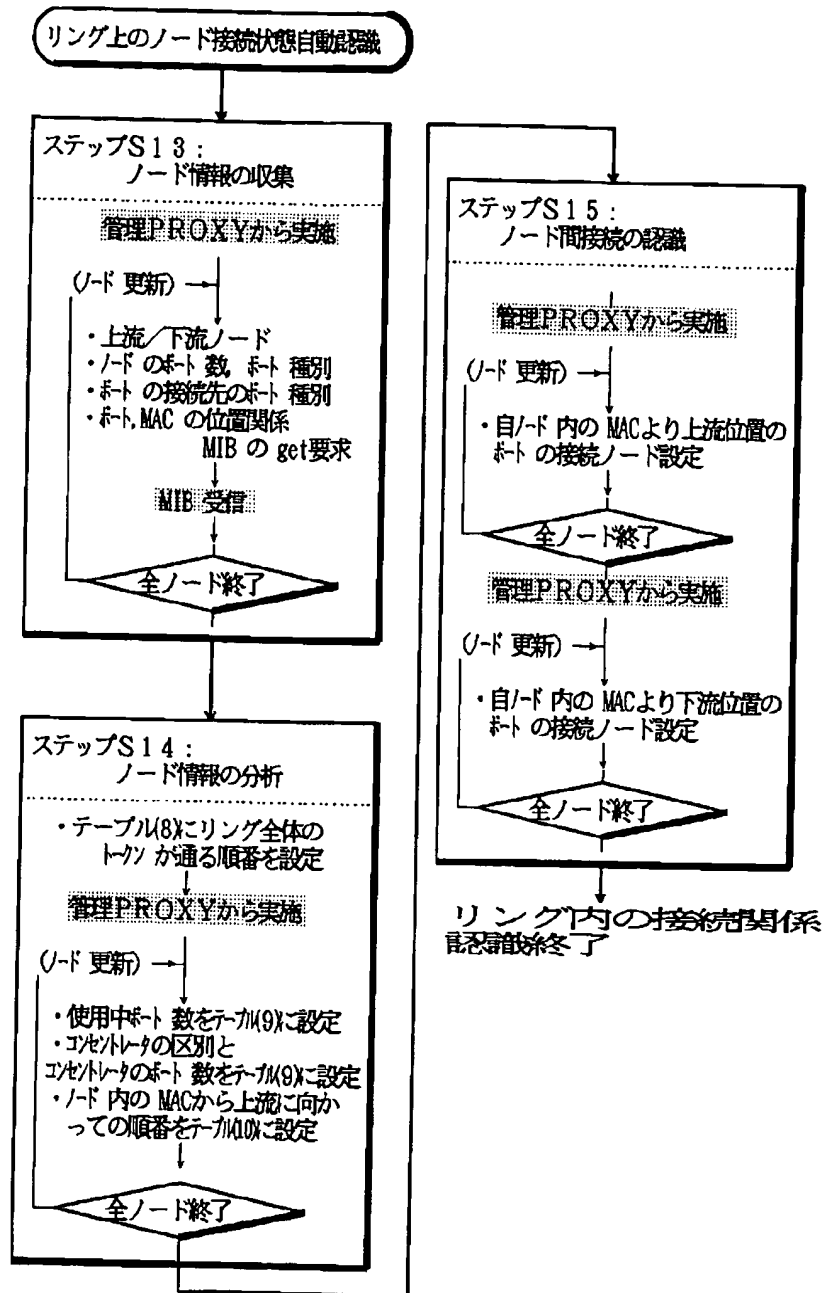 リング上のノード接続状態自動認識
ステップS13:
ノード情報の収集
管理PROXYから実施
(ノード 更新)
・上流/下流ノード
・ノード のポート 数, ポート 種別
・ポート の接続先のポート 種別
・ポート,MAC の位置関係
MIB の get要求
MIB 受信
全ノード終了
ステップS14:
ノード情報の分析
・テーブル(8)にリング全体の
トークン が通る順番を設定
管理PROXYから実施
(ノード 更新)
・使用中ポート 数をテーブル(9)に設定
・コンセントレータの区別と
コンセントレータのポート 数をテーブル(9)に設定
・ノード 内の MACから上流に向か
っての順番をテーブル(10)に設定
全ノード終了
ステップS15:
ノード間接続の認識
管理PROXYから実施
(ノード 更新)
・自ノード 内の MACより上流位置の
ポート の接続ノード設定
全ノード終了
管理PROXYから実施
(ノード 更新)
・自ノード 内の MACより下流位置の
ポート の接続ノード設定
全ノード終了
リング内の接続関係
認識終了